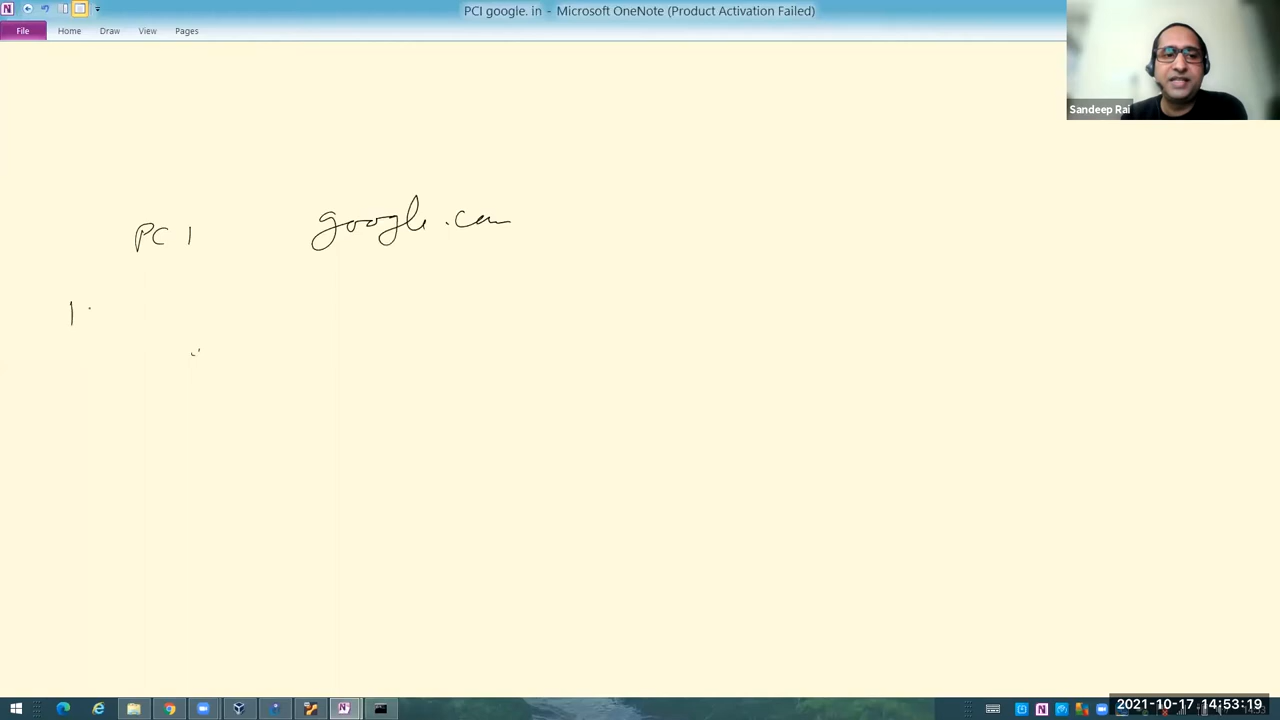 PCI google. in - Microsoft OneNote (Product Activation Failed)
File Home Draw View Pages
Sandeep Rai
PC 1 google.com
1.
2021-10-17 14:53:19